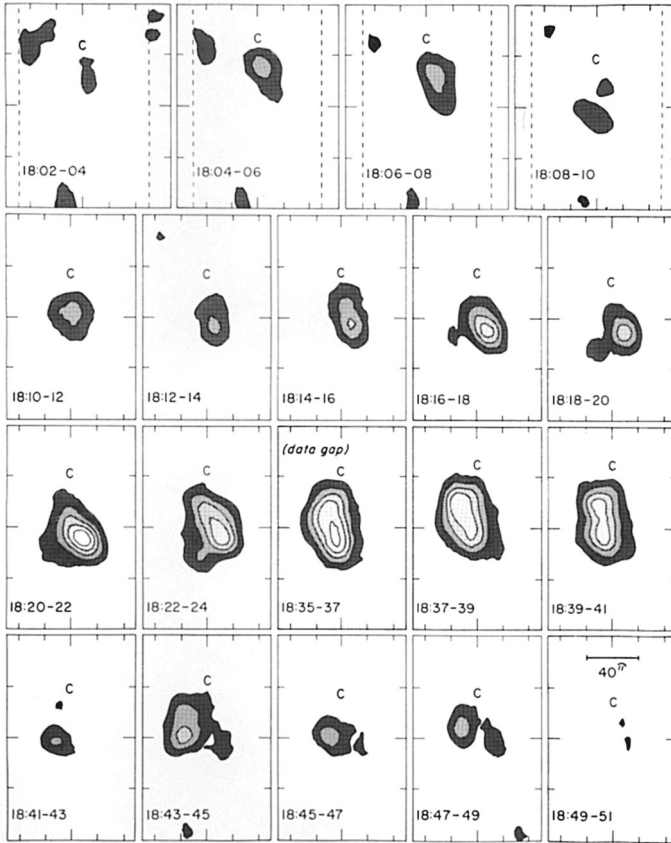 C
18:02-04
C
18:04-06
C
18:06-08
C
18:08-10
C
18:10-12
C
18:12-14
C
18:14-16
C
18:16-18
C
18:18-20
C
18:20-22
C
18:22-24
(data gap)
C
18:35-37
C
18:37-39
C
18:39-41
C
18:41-43
C
18:43-45
C
18:45-47
C
18:47-49
40"
C
18:49-51